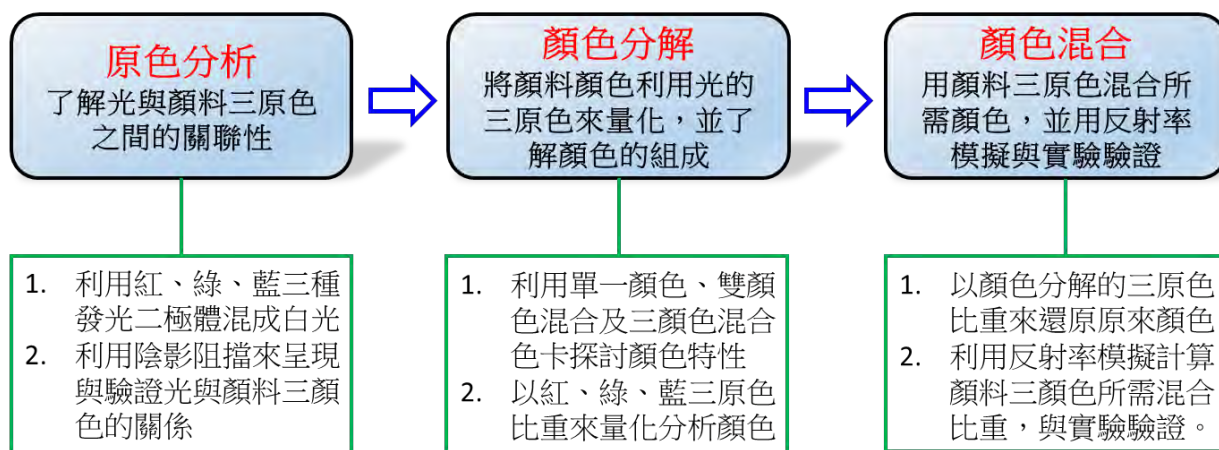 原色分析
了解光與顏料三原色
之間的關聯性
顏色分解
將顏料顏色利用光的
三原色來量化，並了
解顏色的組成
顏色混合
用顏料三原色混合所
需顏色，並用反射率
模擬與實驗驗證
1. 利用紅、綠、藍三種
發光二極體混成白光
2. 利用陰影阻擋來呈現
與驗證光與顏料三顏
色的關係
1. 利用單一顏色、雙顏
色混合及三顏色混合
色卡探討顏色特性
2. 以紅、綠、藍三原色
比重來量化分析顏色
1. 以顏色分解的三原色
比重來還原原來顏色
2. 利用反射率模擬計算
顏料三顏色所需混合
比重，與實驗驗證。